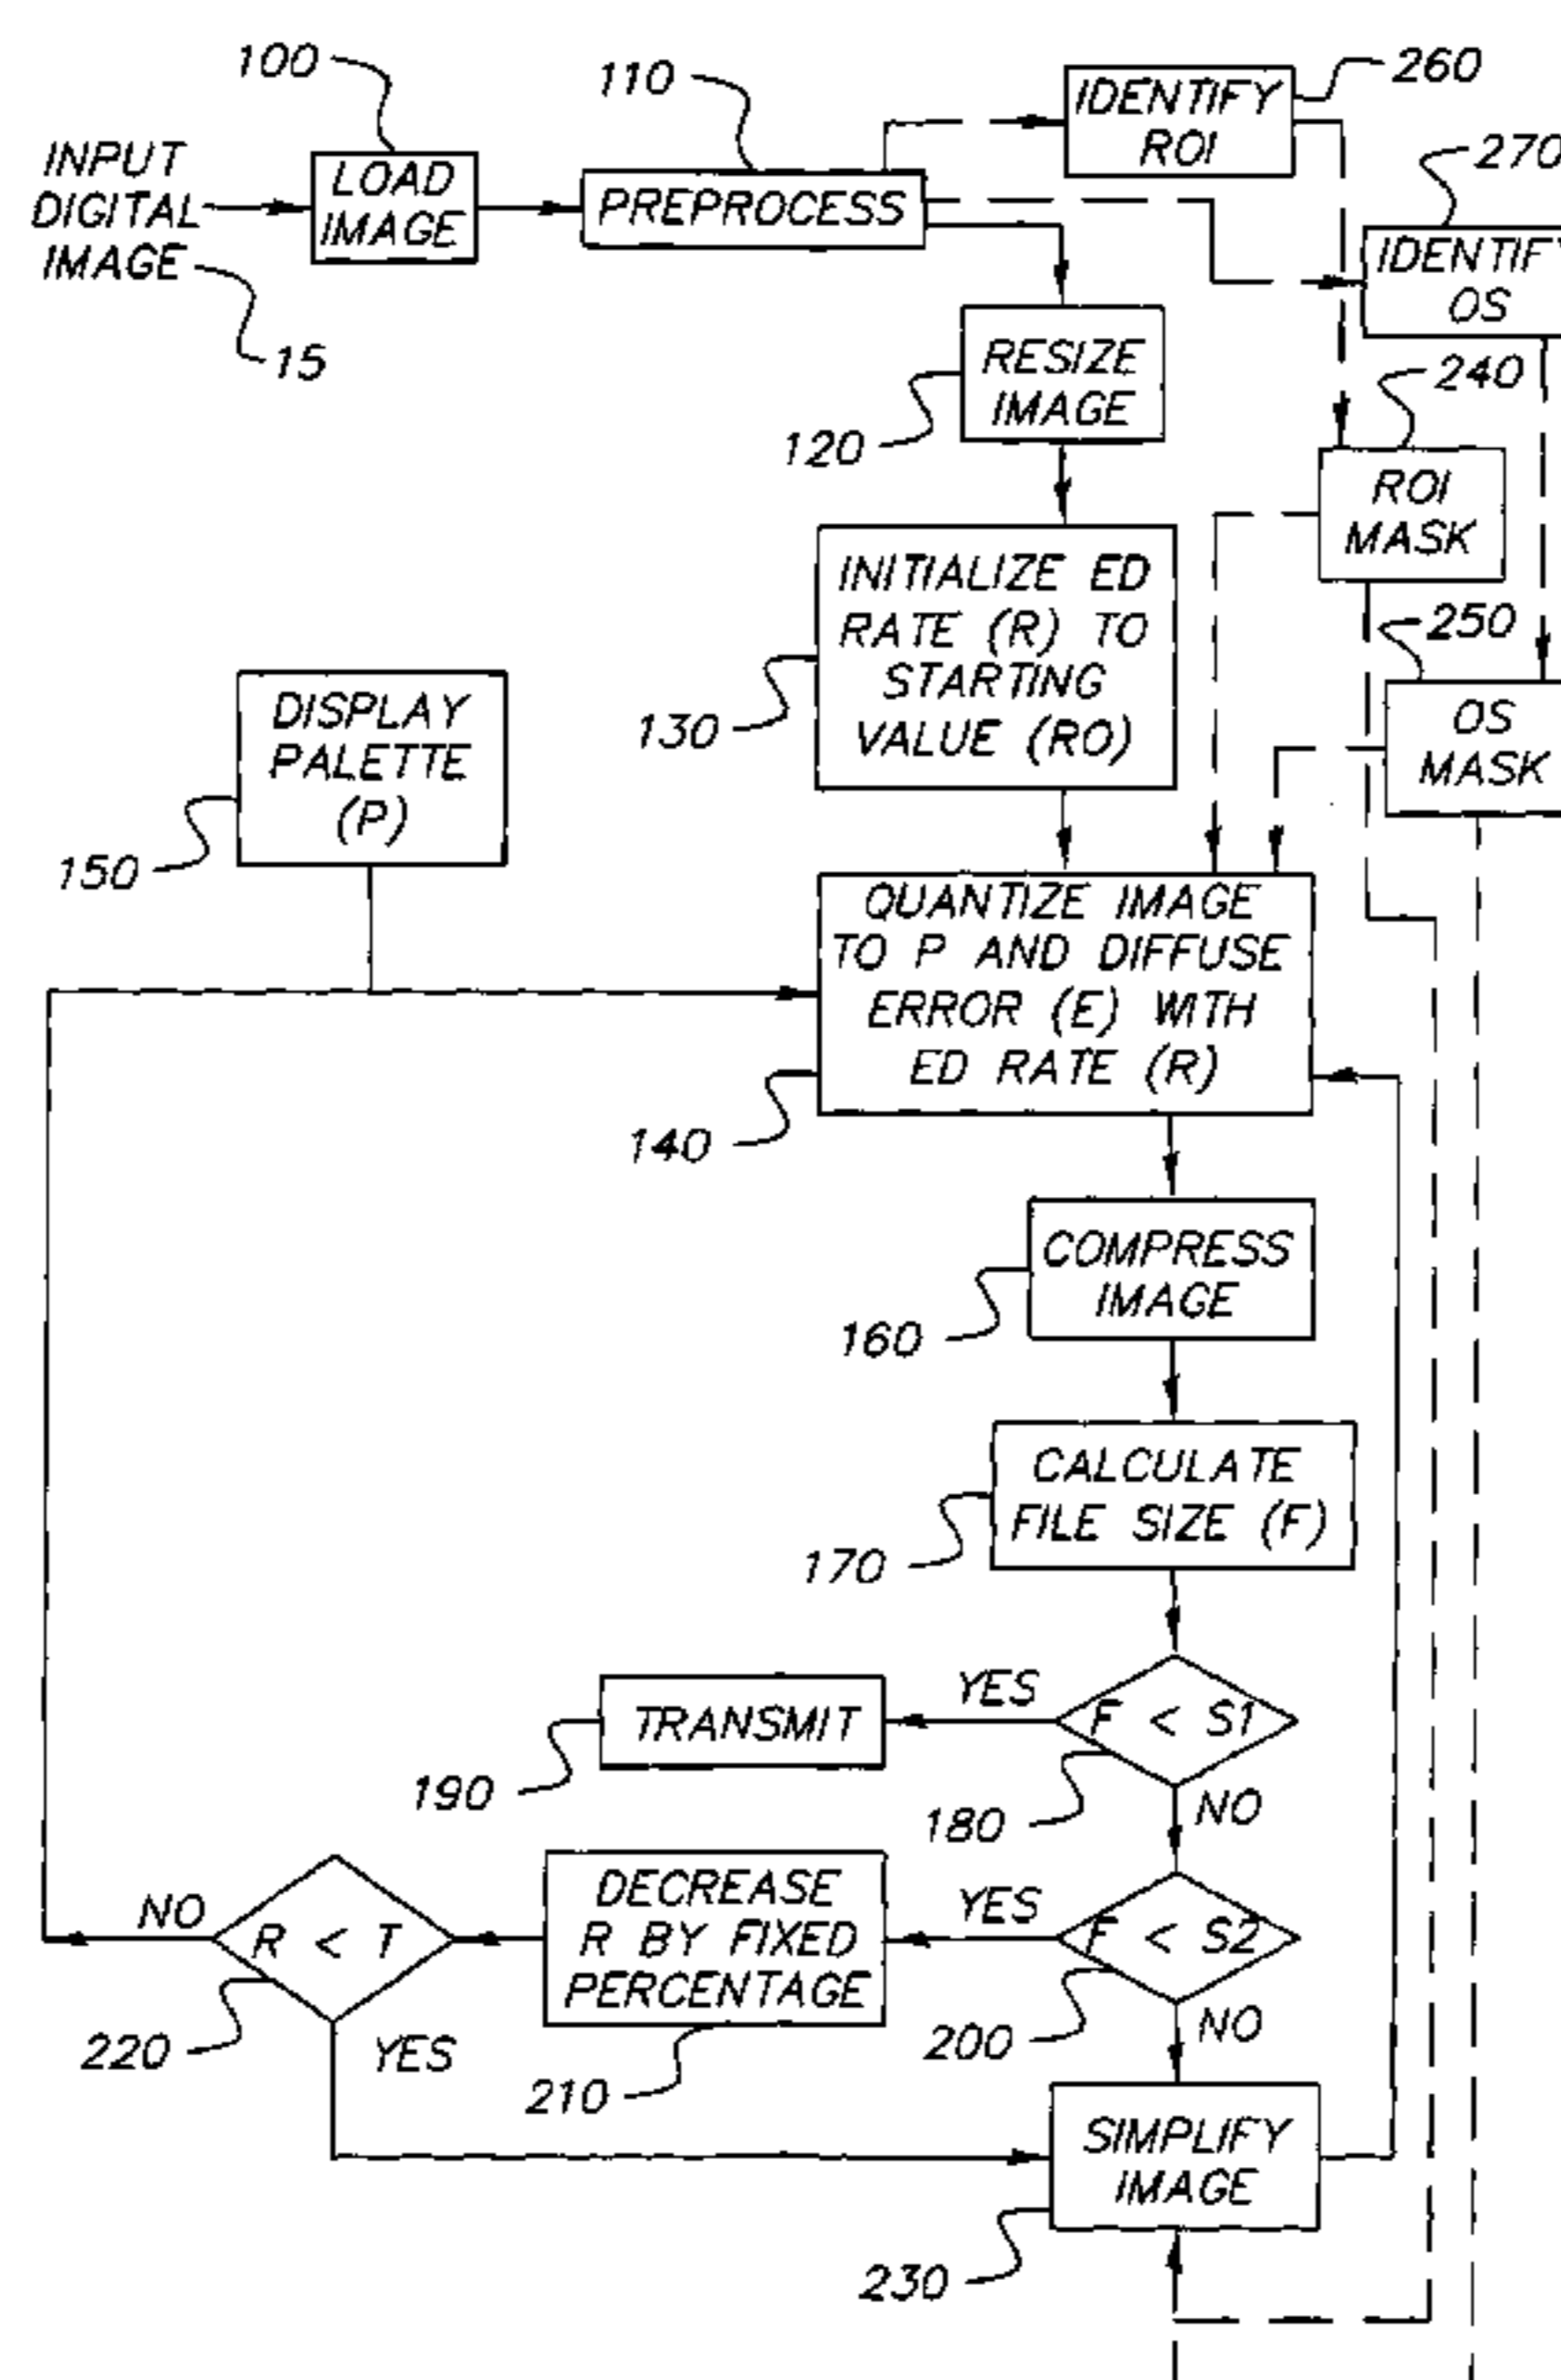 100
110
260
INPUT
DIGITAL
IMAGE
LOAD
IMAGE
PREPROCESS
IDENTIFY
ROI
270
15
IDENTIFY
OS
RESIZE
IMAGE
120
240
ROI
MASK
INITIALIZE ED
RATE (R) TO
STARTING
VALUE (RO)
130
250
OS
MASK
DISPLAY
PALETTE
(P)
150
QUANTIZE IMAGE
TO P AND DIFFUSE
ERROR (E) WITH
ED RATE (R)
140
COMPRESS
IMAGE
160
CALCULATE
FILE SIZE (F)
170
F < S1
YES
TRANSMIT
190
180
NO
F < S2
YES
DECREASE
R BY FIXED
PERCENTAGE
R < T
NO
220
YES
210
200
NO
SIMPLIFY
IMAGE
230